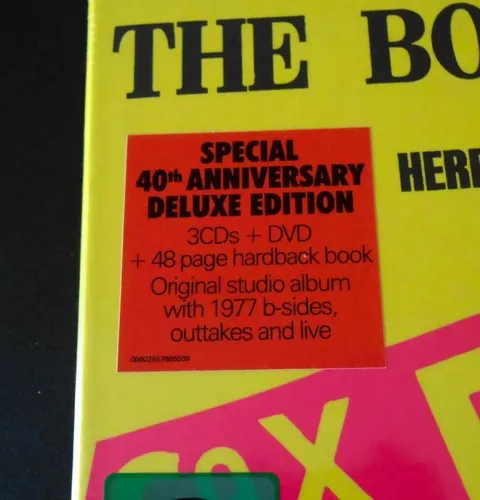 THE BO
HERE
SPECIAL
40th ANNIVERSARY
DELUXE EDITION
3CDs + DVD
+ 48 page hardback book
Original studio album
with 1977 b-sides,
outtakes and live